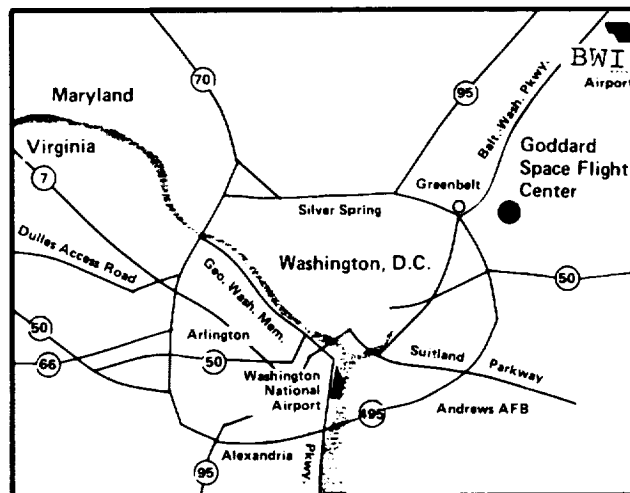 BWI
Airport
70
95
Balt. Wash. Pkwy.
Maryland
Virginia
7
Goddard
Space Flight
Center
Greenbelt
Silver Spring
Dulles Access Road
Geo. Wash. Mem.
Washington, D.C.
50
50
Arlington
66
50
Washington
National
Airport
Suitland
Parkway
495
Andrews AFB
95
Alexandria
Pkwy.